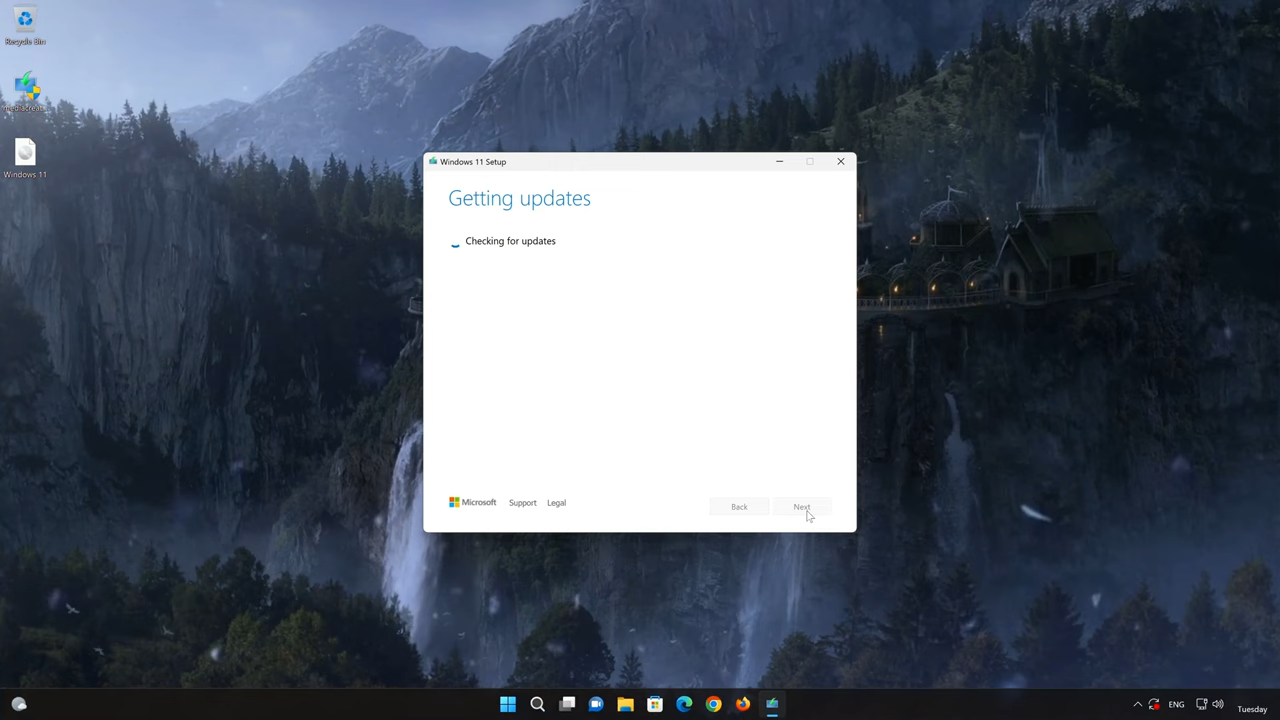 Recycle Bin
Windows 11
Windows 11 Setup
Getting updates
Checking for updates
Microsoft Support Legal
Back Next
ENG
Tuesday